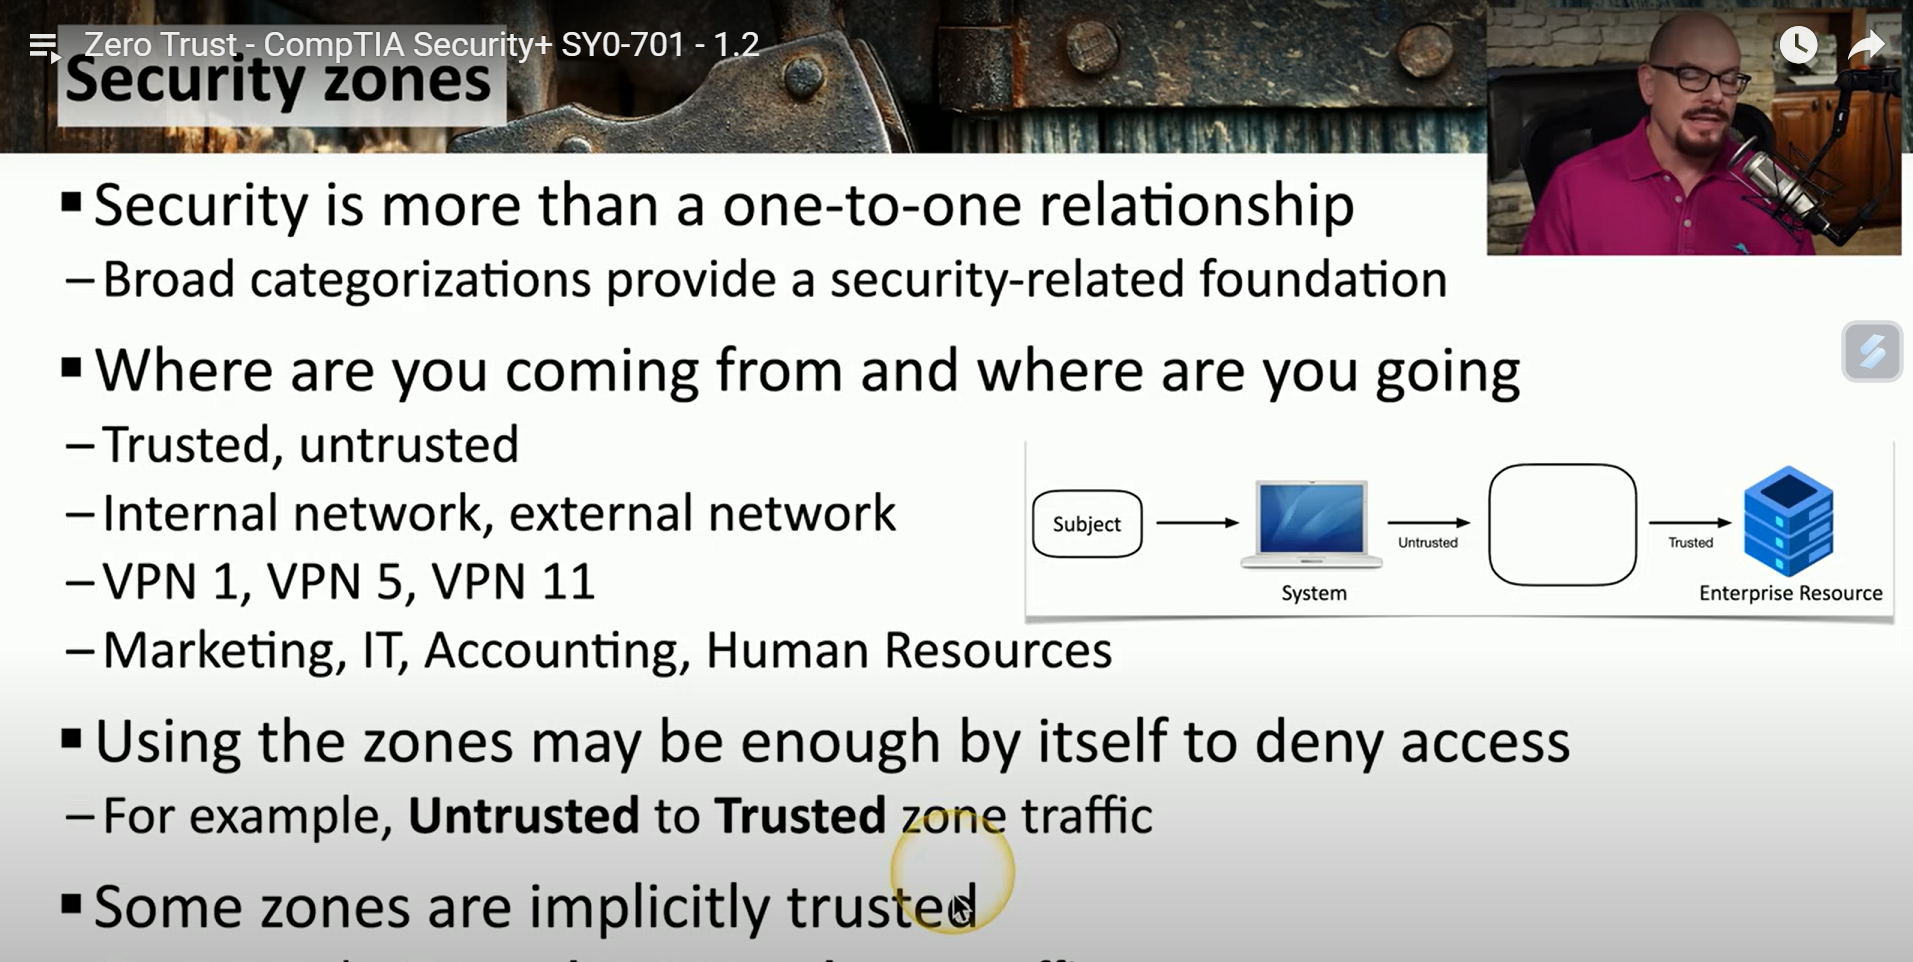 Zero Trust - CompTIA Security+ SY0-701 - 1.2
Security zones
▪ Security is more than a one-to-one relationship
– Broad categorizations provide a security-related foundation
▪ Where are you coming from and where are you going
– Trusted, untrusted
– Internal network, external network
– VPN 1, VPN 5, VPN 11
– Marketing, IT, Accounting, Human Resources
Subject
System
Untrusted
Trusted
Enterprise Resource
▪ Using the zones may be enough by itself to deny access
– For example, Untrusted to Trusted zone traffic
▪ Some zones are implicitly trusted